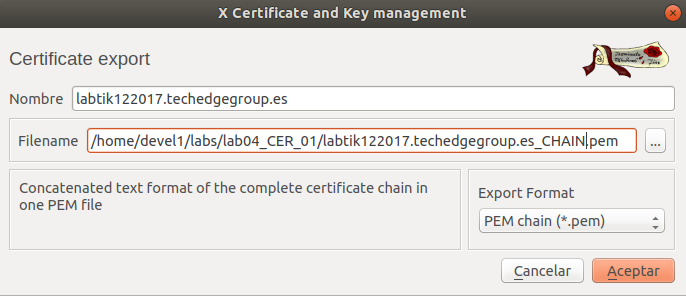 X Certificate and Key management
Certificate export
Nombre labtik122017.techedgegroup.es
Filename /home/devel1/labs/lab04_CER_01/labtik122017.techedgegroup.es_CHAIN.pem ...
Concatenated text format of the complete certificate chain in
one PEM file
Export Format
PEM chain (*.pem)
Cancelar Aceptar